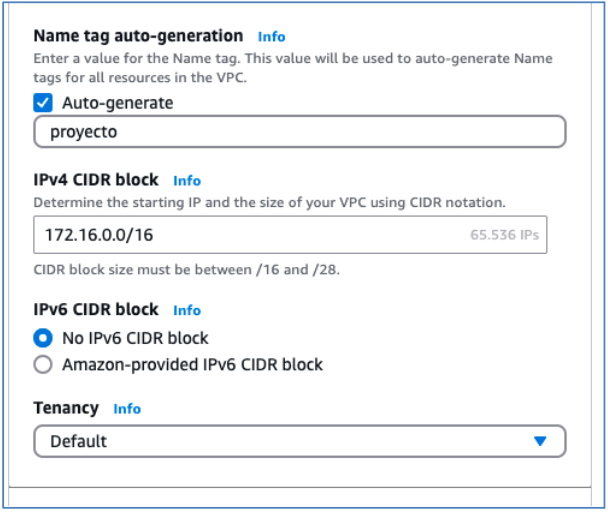 Name tag auto-generation Info
Enter a value for the Name tag. This value will be used to auto-generate Name
tags for all resources in the VPC.
Auto-generate
proyecto
IPv4 CIDR block Info
Determine the starting IP and the size of your VPC using CIDR notation.
172.16.0.0/16 65.536 IPs
CIDR block size must be between /16 and /28.
IPv6 CIDR block Info
No IPv6 CIDR block
Amazon-provided IPv6 CIDR block
Tenancy Info
Default